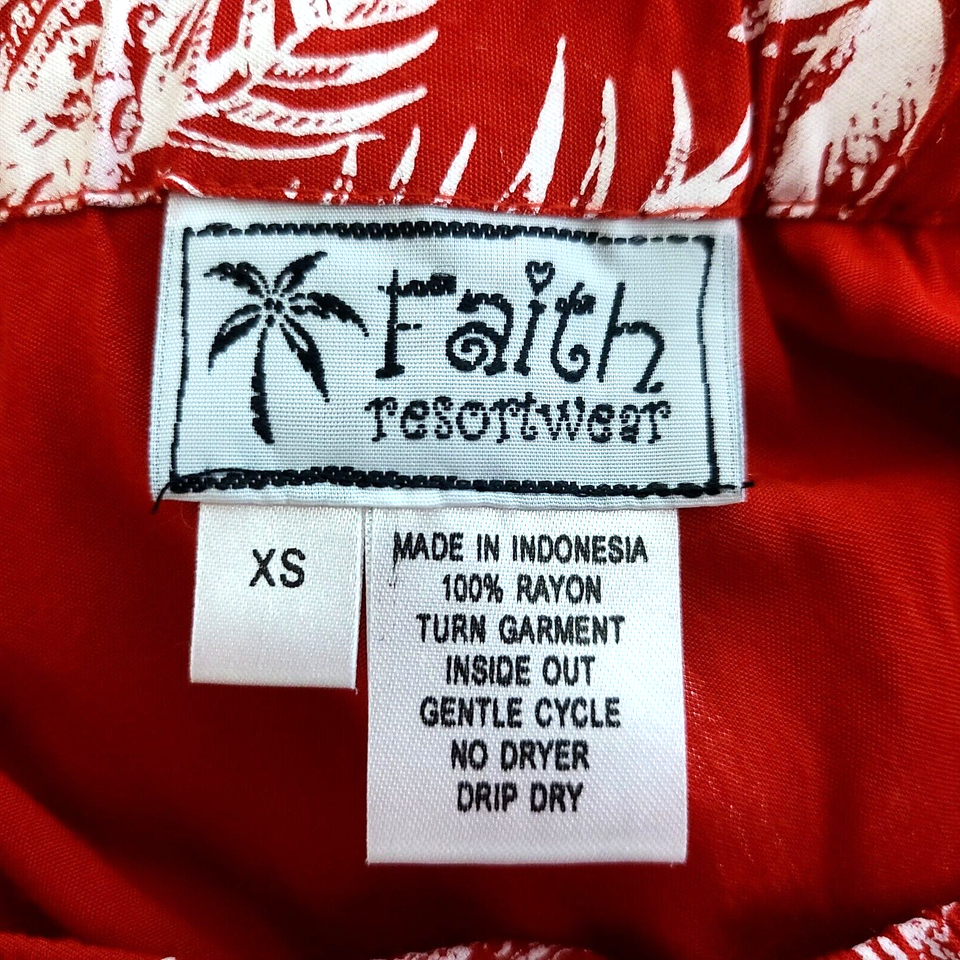 Faith
resortwear
XS
MADE IN INDONESIA
100% RAYON
TURN GARMENT
INSIDE OUT
GENTLE CYCLE
NO DRYER
DRIP DRY